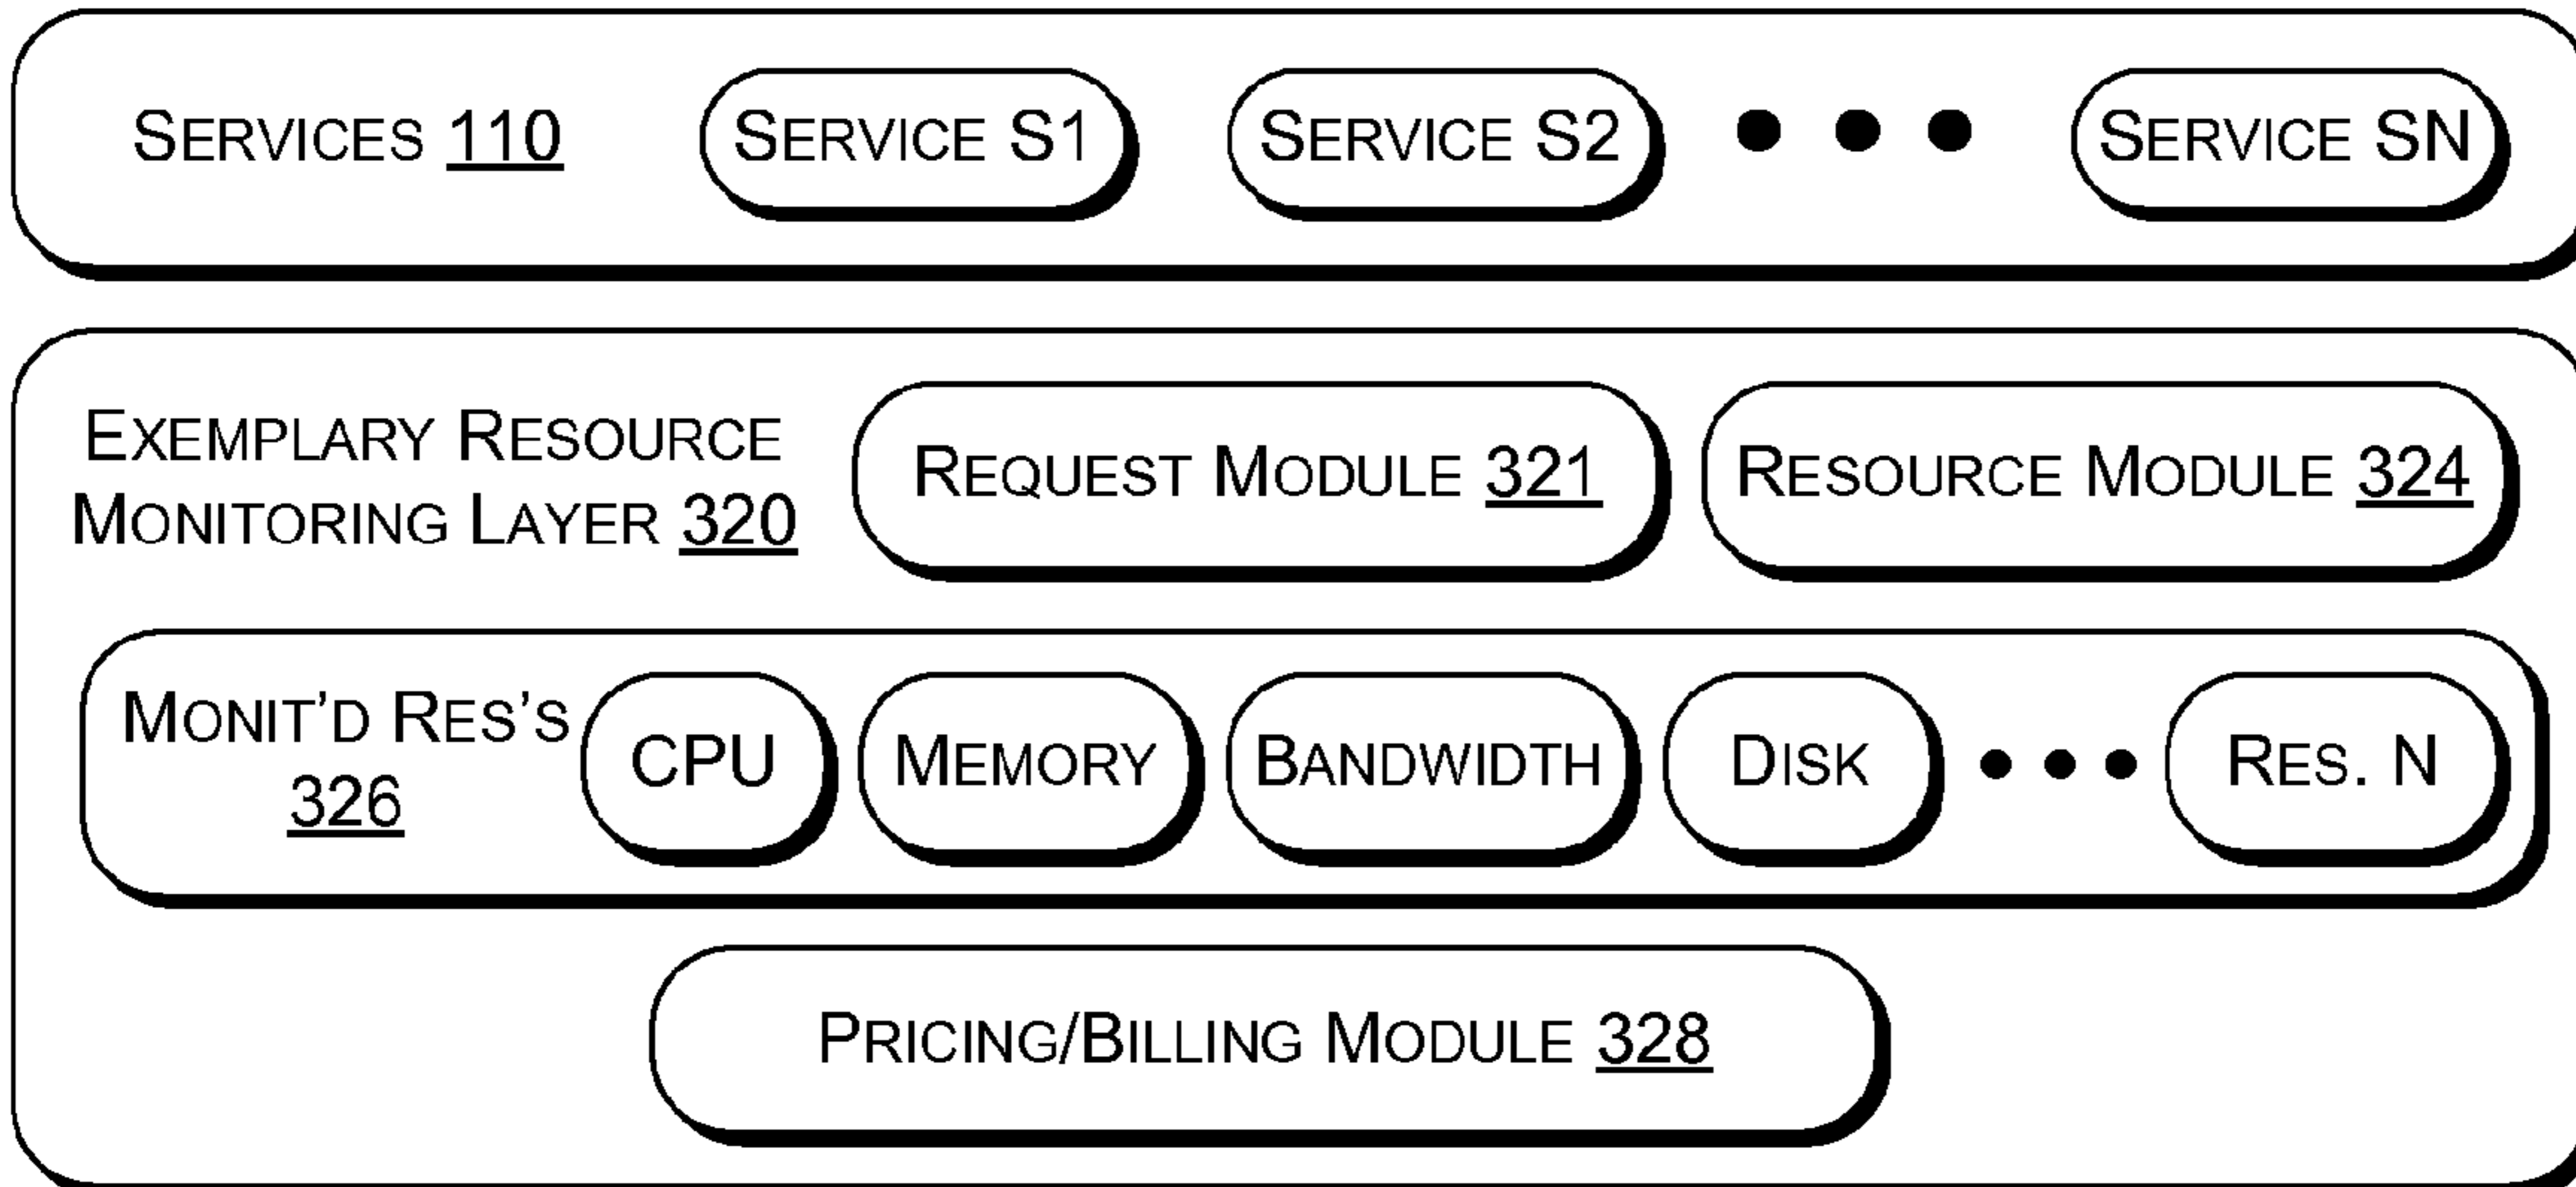 SERVICES 110 SERVICE S1 SERVICE S2 ● ● ● SERVICE SN
EXEMPLARY RESOURCE
MONITORING LAYER 320
REQUEST MODULE 321 RESOURCE MODULE 324
MONIT'D RES'S
326
CPU MEMORY BANDWIDTH DISK ● ● ● RES. N
PRICING/BILLING MODULE 328